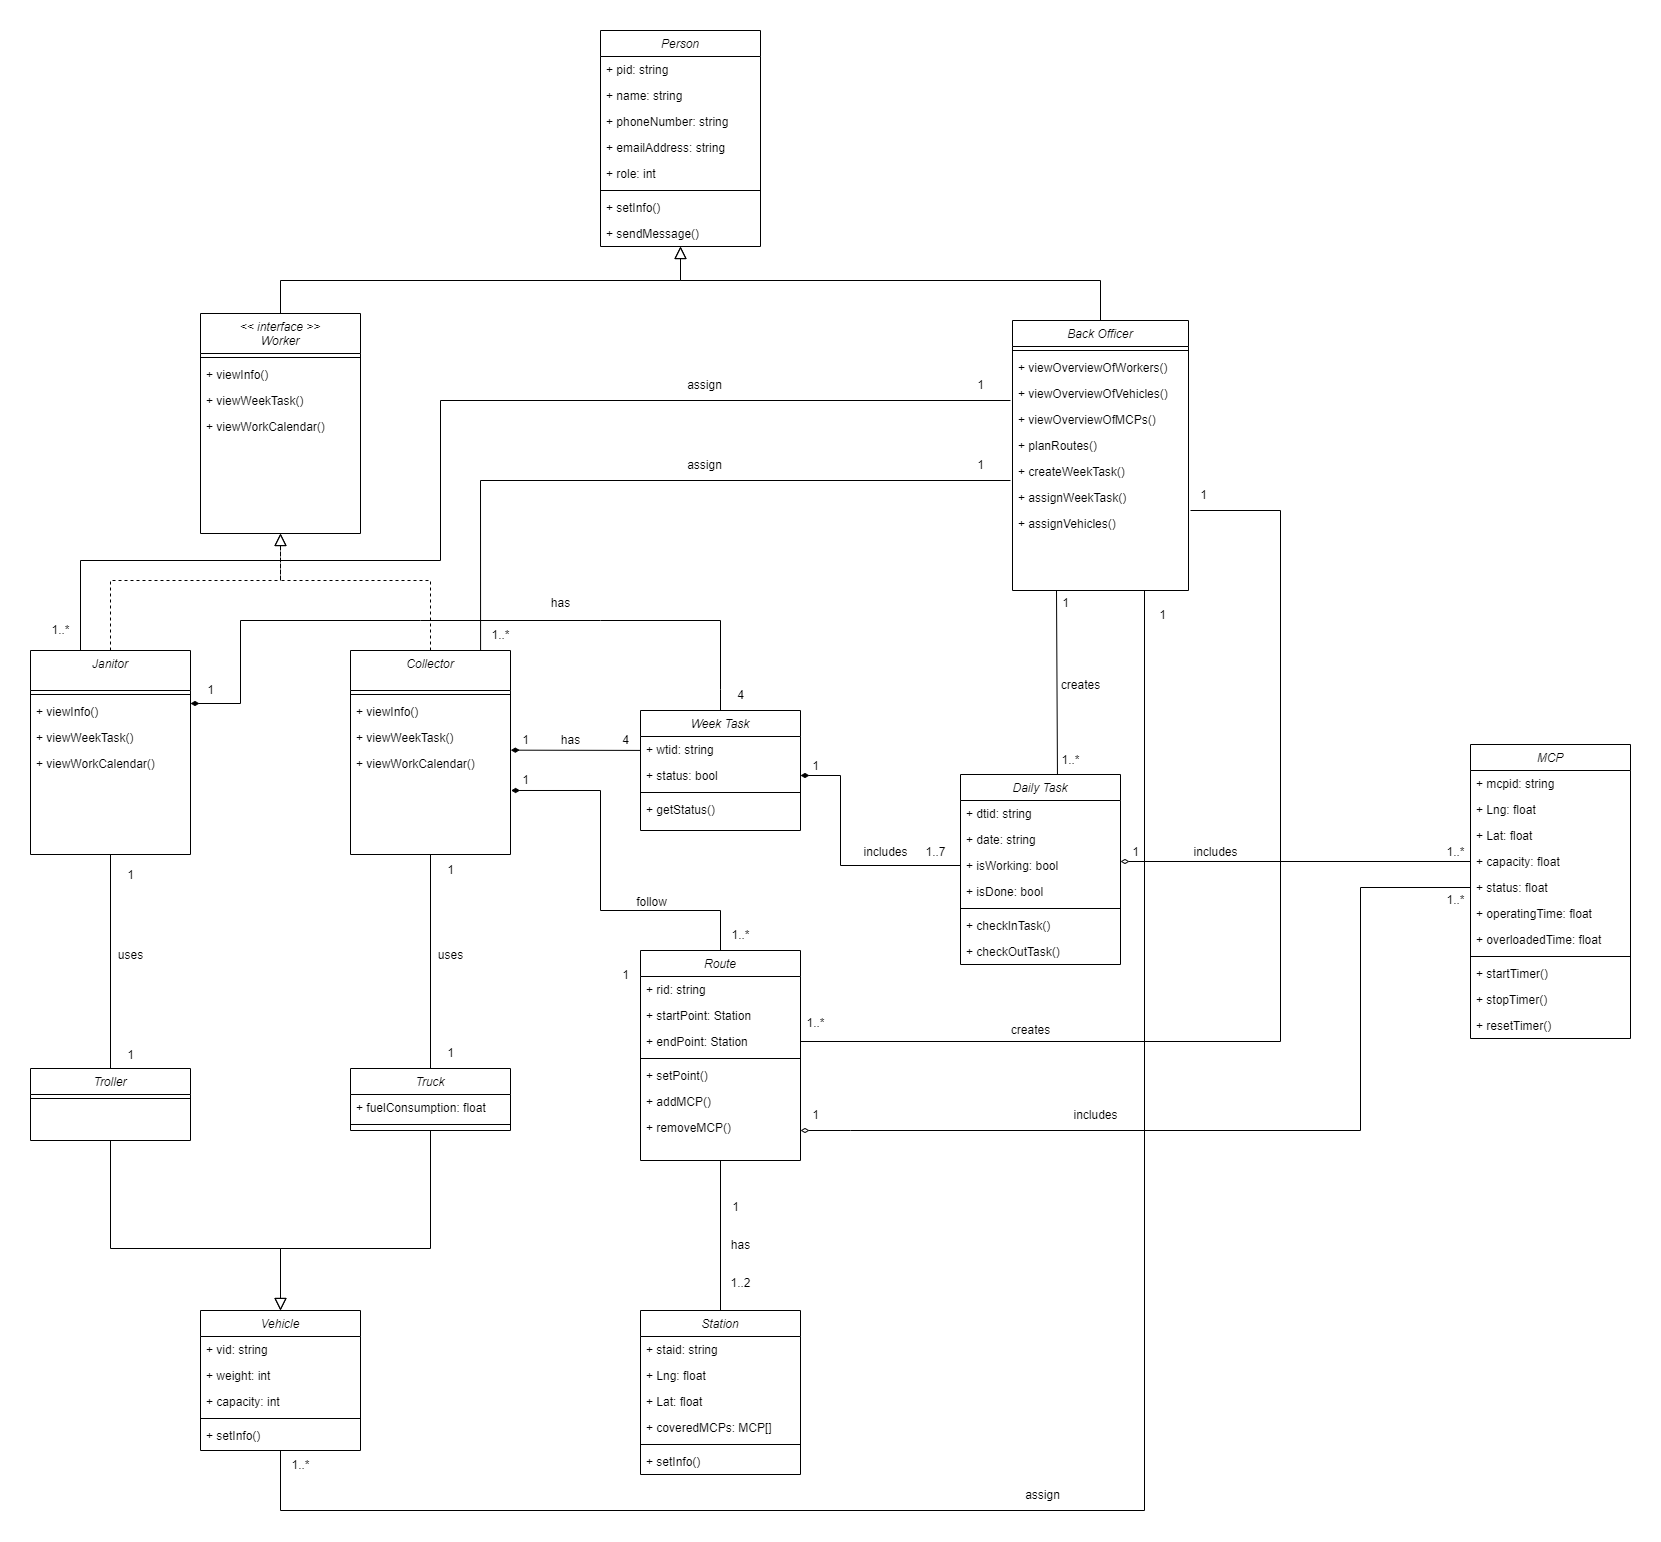 Person
+ pid: string
+ name: string
+ phoneNumber: string
+ emailAddress: string
+ role: int
+ setInfo()
+ sendMessage()
<< interface >>
Worker
+ viewInfo()
+ viewWeekTask()
+ viewWorkCalendar()
Back Officer
+ viewOverviewOfWorkers()
+ viewOverviewOfVehicles()
+ viewOverviewOfMCPs()
+ planRoutes()
+ createWeekTask()
+ assignWeekTask()
+ assignVehicles()
assign
1
assign
1
1
1
1
has
1..*
1..*
Janitor
+ viewInfo()
+ viewWeekTask()
+ viewWorkCalendar()
1
Collector
+ viewInfo()
+ viewWeekTask()
+ viewWorkCalendar()
1
has
4
4
1
Week Task
+ wtid: string
+ status: bool
+ getStatus()
1
includes
1..7
creates
1..*
Daily Task
+ dtid: string
+ date: string
+ isWorking: bool
+ isDone: bool
+ checkInTask()
+ checkOutTask()
1
includes
1..*
1..*
MCP
+ mcpid: string
+ Lng: float
+ Lat: float
+ capacity: float
+ status: float
+ operatingTime: float
+ overloadedTime: float
+ startTimer()
+ stopTimer()
+ resetTimer()
1
uses
1
1
uses
1
follow
1..*
1
Route
+ rid: string
+ startPoint: Station
+ endPoint: Station
+ setPoint()
+ addMCP()
+ removeMCP()
1..*
creates
1
includes
Troller
Truck
+ fuelConsumption: float
1
has
1..2
Vehicle
+ vid: string
+ weight: int
+ capacity: int
+ setInfo()
1..*
Station
+ staid: string
+ Lng: float
+ Lat: float
+ coveredMCPs: MCP[]
+ setInfo()
assign